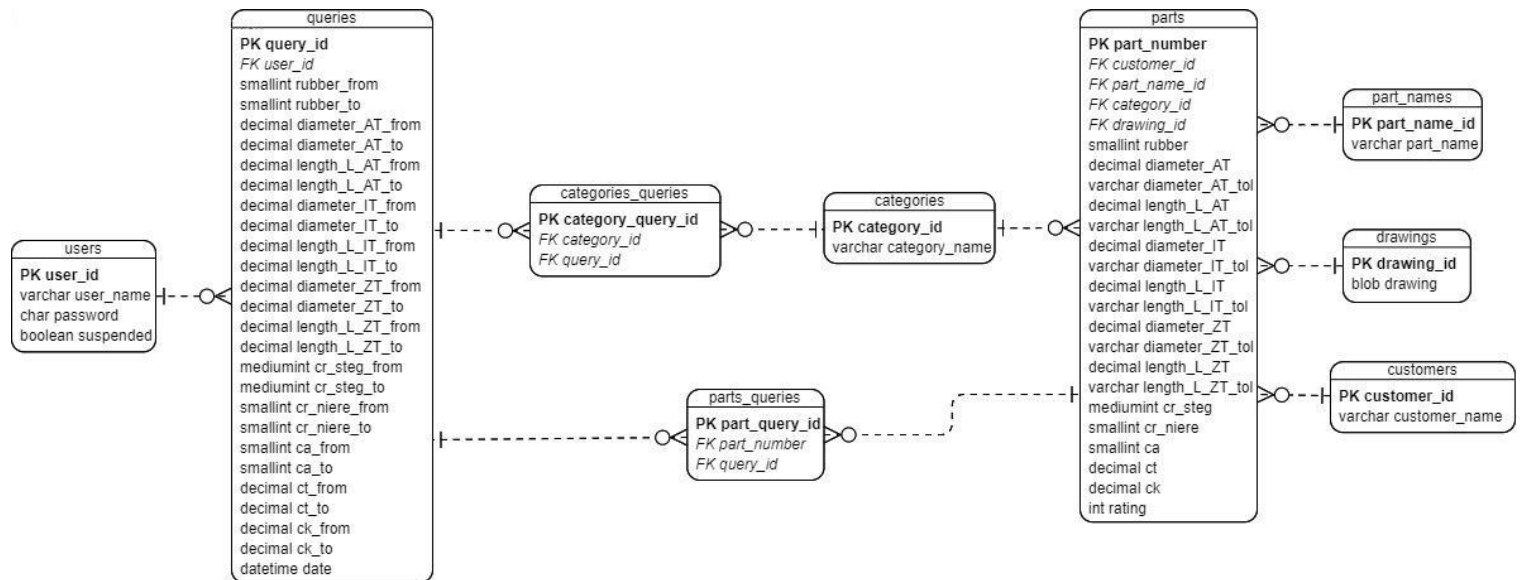 queries
PK query_id
FK user_id
smallint rubber_from
smallint rubber_to
decimal diameter_AT_from
decimal diameter_AT_to
decimal length_L_AT_from
decimal length_L_AT_to
decimal diameter_IT_from
decimal diameter_IT_to
decimal length_L_IT_from
decimal length_L_IT_to
decimal diameter_ZT_from
decimal diameter_ZT_to
decimal length_L_ZT_from
decimal length_L_ZT_to
mediumint cr_steg_from
mediumint cr_steg_to
smallint cr_niere_from
smallint cr_niere_to
smallint ca_from
smallint ca_to
decimal ct_from
decimal ct_to
decimal ck_from
decimal ck_to
datetime date
users
PK user_id
varchar user_name
char password
boolean suspended
categories_queries
PK category_query_id
FK category_id
FK query_id
categories
PK category_id
varchar category_name
parts_queries
PK part_query_id
FK part_number
FK query_id
parts
PK part_number
FK customer_id
FK part_name_id
FK category_id
FK drawing_id
smallint rubber
decimal diameter_AT
varchar diameter_AT_tol
decimal length_L_AT
varchar length_L_AT_tol
decimal diameter_IT
varchar diameter_IT_tol
decimal length_L_IT
varchar length_L_IT_tol
decimal diameter_ZT
varchar diameter_ZT_tol
decimal length_L_ZT
varchar length_L_ZT_tol
mediumint cr_steg
smallint cr_niere
smallint ca
decimal ct
decimal ck
int rating
part_names
PK part_name_id
varchar part_name
drawings
PK drawing_id
blob drawing
customers
PK customer_id
varchar customer_name